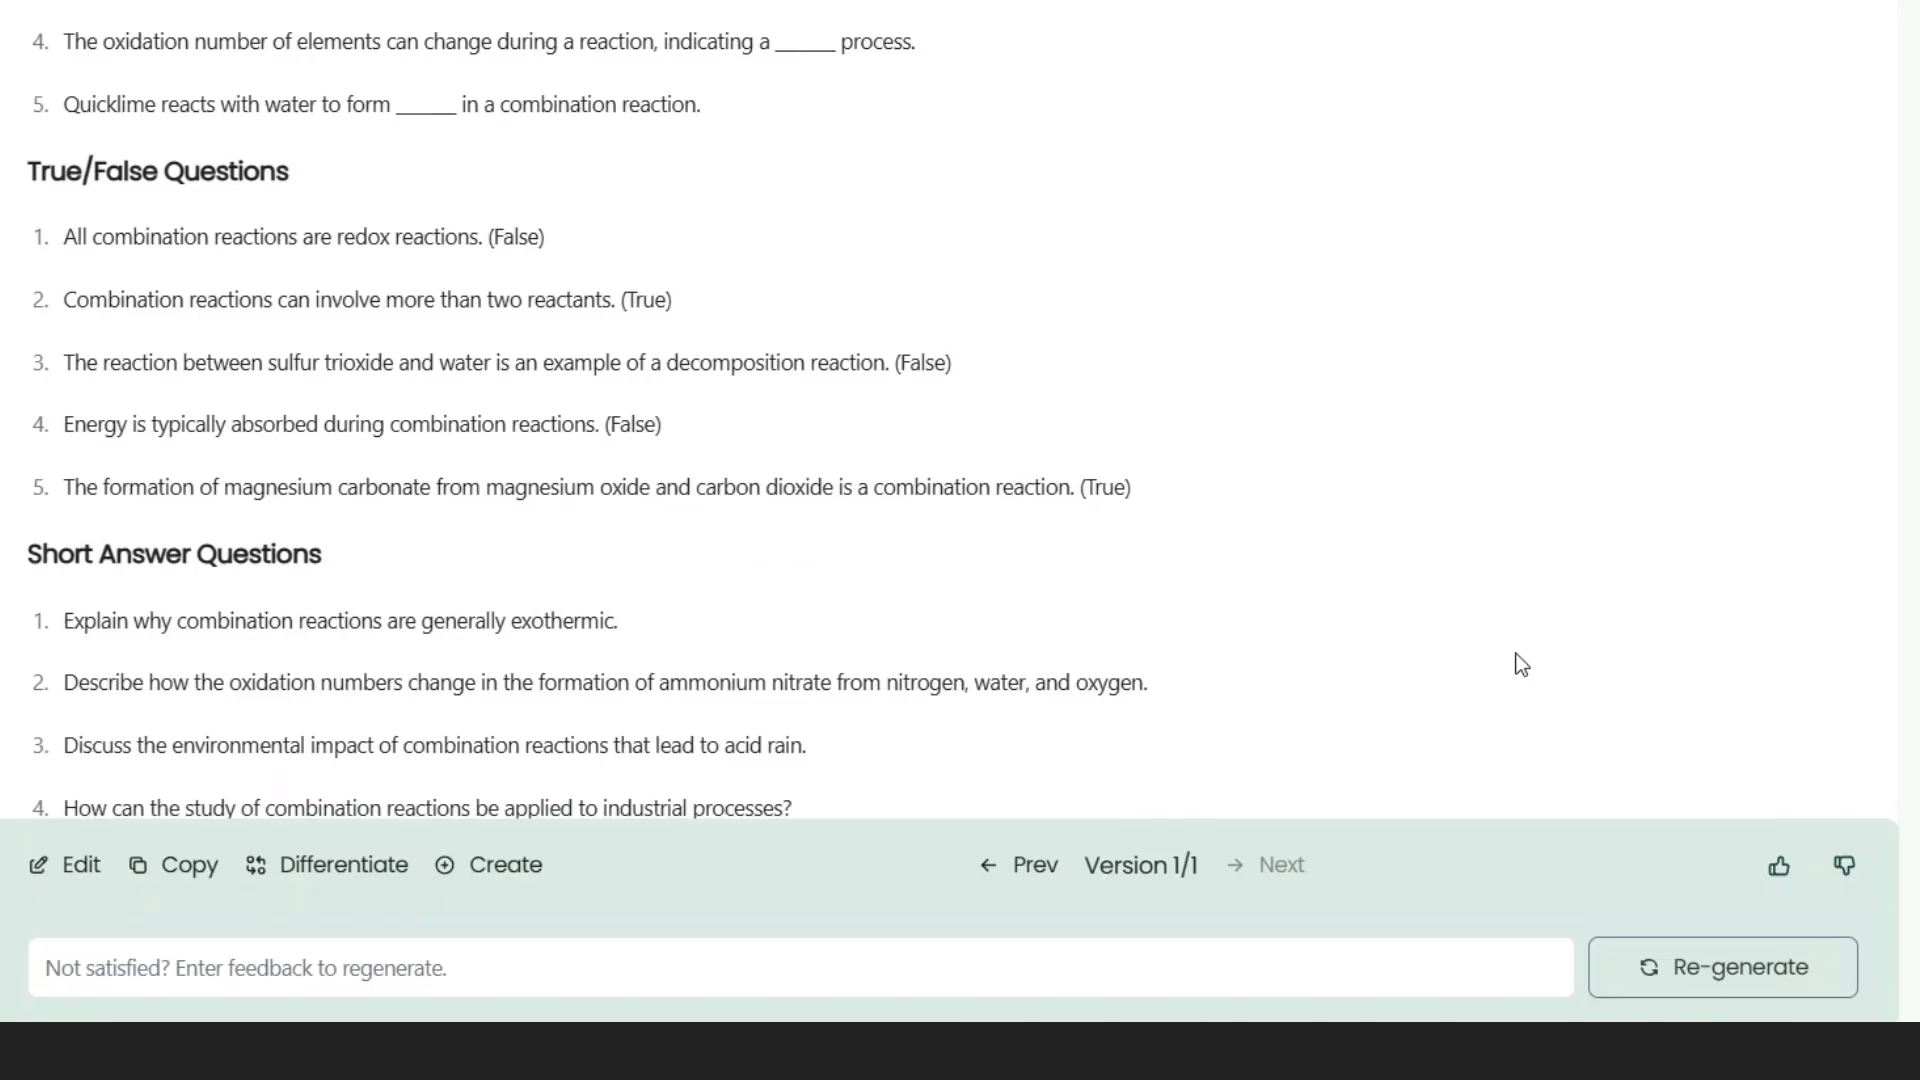 4. The oxidation number of elements can change during a reaction, indicating a ______ process.
5. Quicklime reacts with water to form ______ in a combination reaction.
True/False Questions
1. All combination reactions are redox reactions. (False)
2. Combination reactions can involve more than two reactants. (True)
3. The reaction between sulfur trioxide and water is an example of a decomposition reaction. (False)
4. Energy is typically absorbed during combination reactions. (False)
5. The formation of magnesium carbonate from magnesium oxide and carbon dioxide is a combination reaction. (True)
Short Answer Questions
1. Explain why combination reactions are generally exothermic.
2. Describe how the oxidation numbers change in the formation of ammonium nitrate from nitrogen, water, and oxygen.
3. Discuss the environmental impact of combination reactions that lead to acid rain.
4. How can the study of combination reactions be applied to industrial processes?
Edit Copy Differentiate Create Prev Version 1/1 Next
Not satisfied? Enter feedback to regenerate. Re-generate